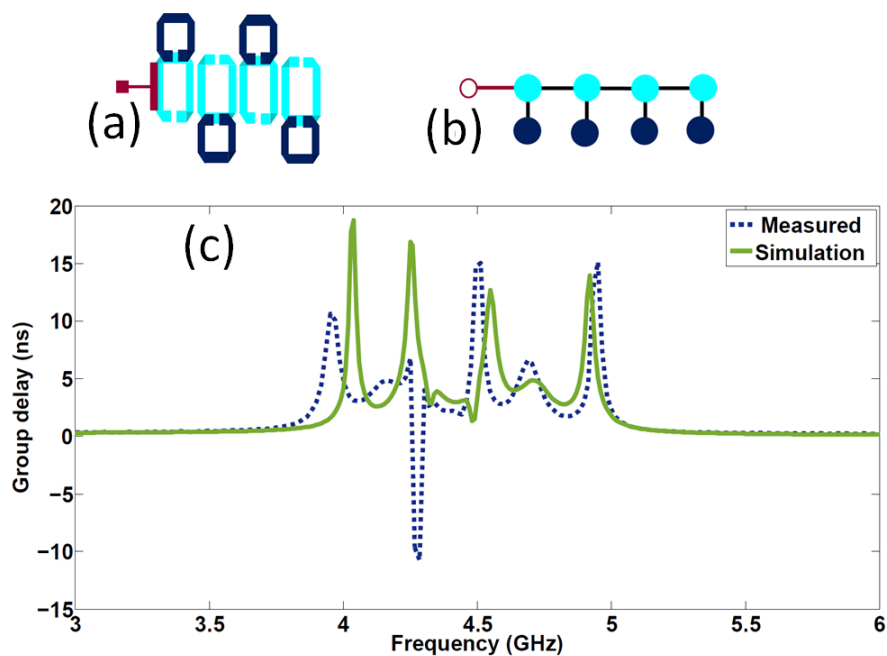 (a)
(b)
(c)
Measured
Simulation
Group delay (ns)
20
15
10
5
0
−5
−10
−15
3
3.5
4
4.5
5
5.5
6
Frequency (GHz)